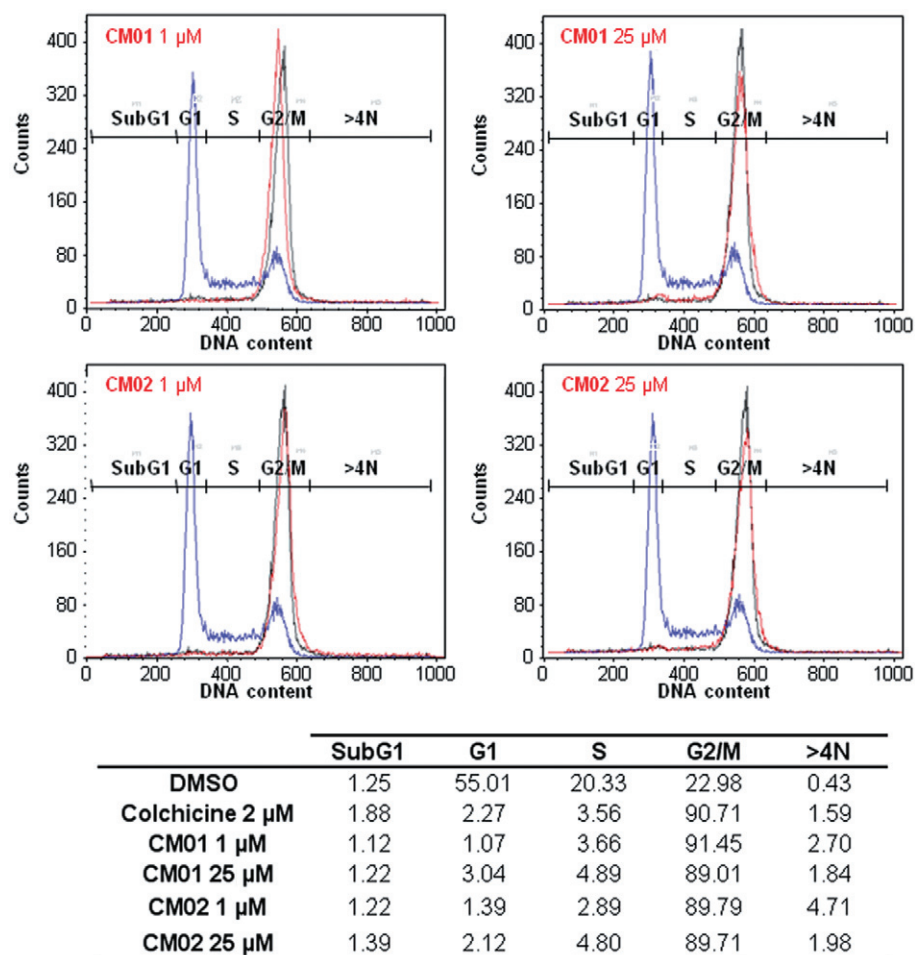 CM01 1 µM
400
320
240
160
80
0
Counts
SubG1 G1 S G2/M >4N
0 200 400 600 800 1000
DNA content
CM01 25 µM
400
320
240
160
80
0
Counts
SubG1 G1 S G2/M >4N
0 200 400 600 800 1000
DNA content
CM02 1 µM
400
320
240
160
80
0
Counts
SubG1 G1 S G2/M >4N
0 200 400 600 800 1000
DNA content
CM02 25 µM
400
320
240
160
80
0
Counts
SubG1 G1 S G2/M >4N
0 200 400 600 800 1000
DNA content
SubG1 G1 S G2/M >4N
DMSO 1.25 55.01 20.33 22.98 0.43
Colchicine 2 µM 1.88 2.27 3.56 90.71 1.59
CM01 1 µM 1.12 1.07 3.66 91.45 2.70
CM01 25 µM 1.22 3.04 4.89 89.01 1.84
CM02 1 µM 1.22 1.39 2.89 89.79 4.71
CM02 25 µM 1.39 2.12 4.80 89.71 1.98